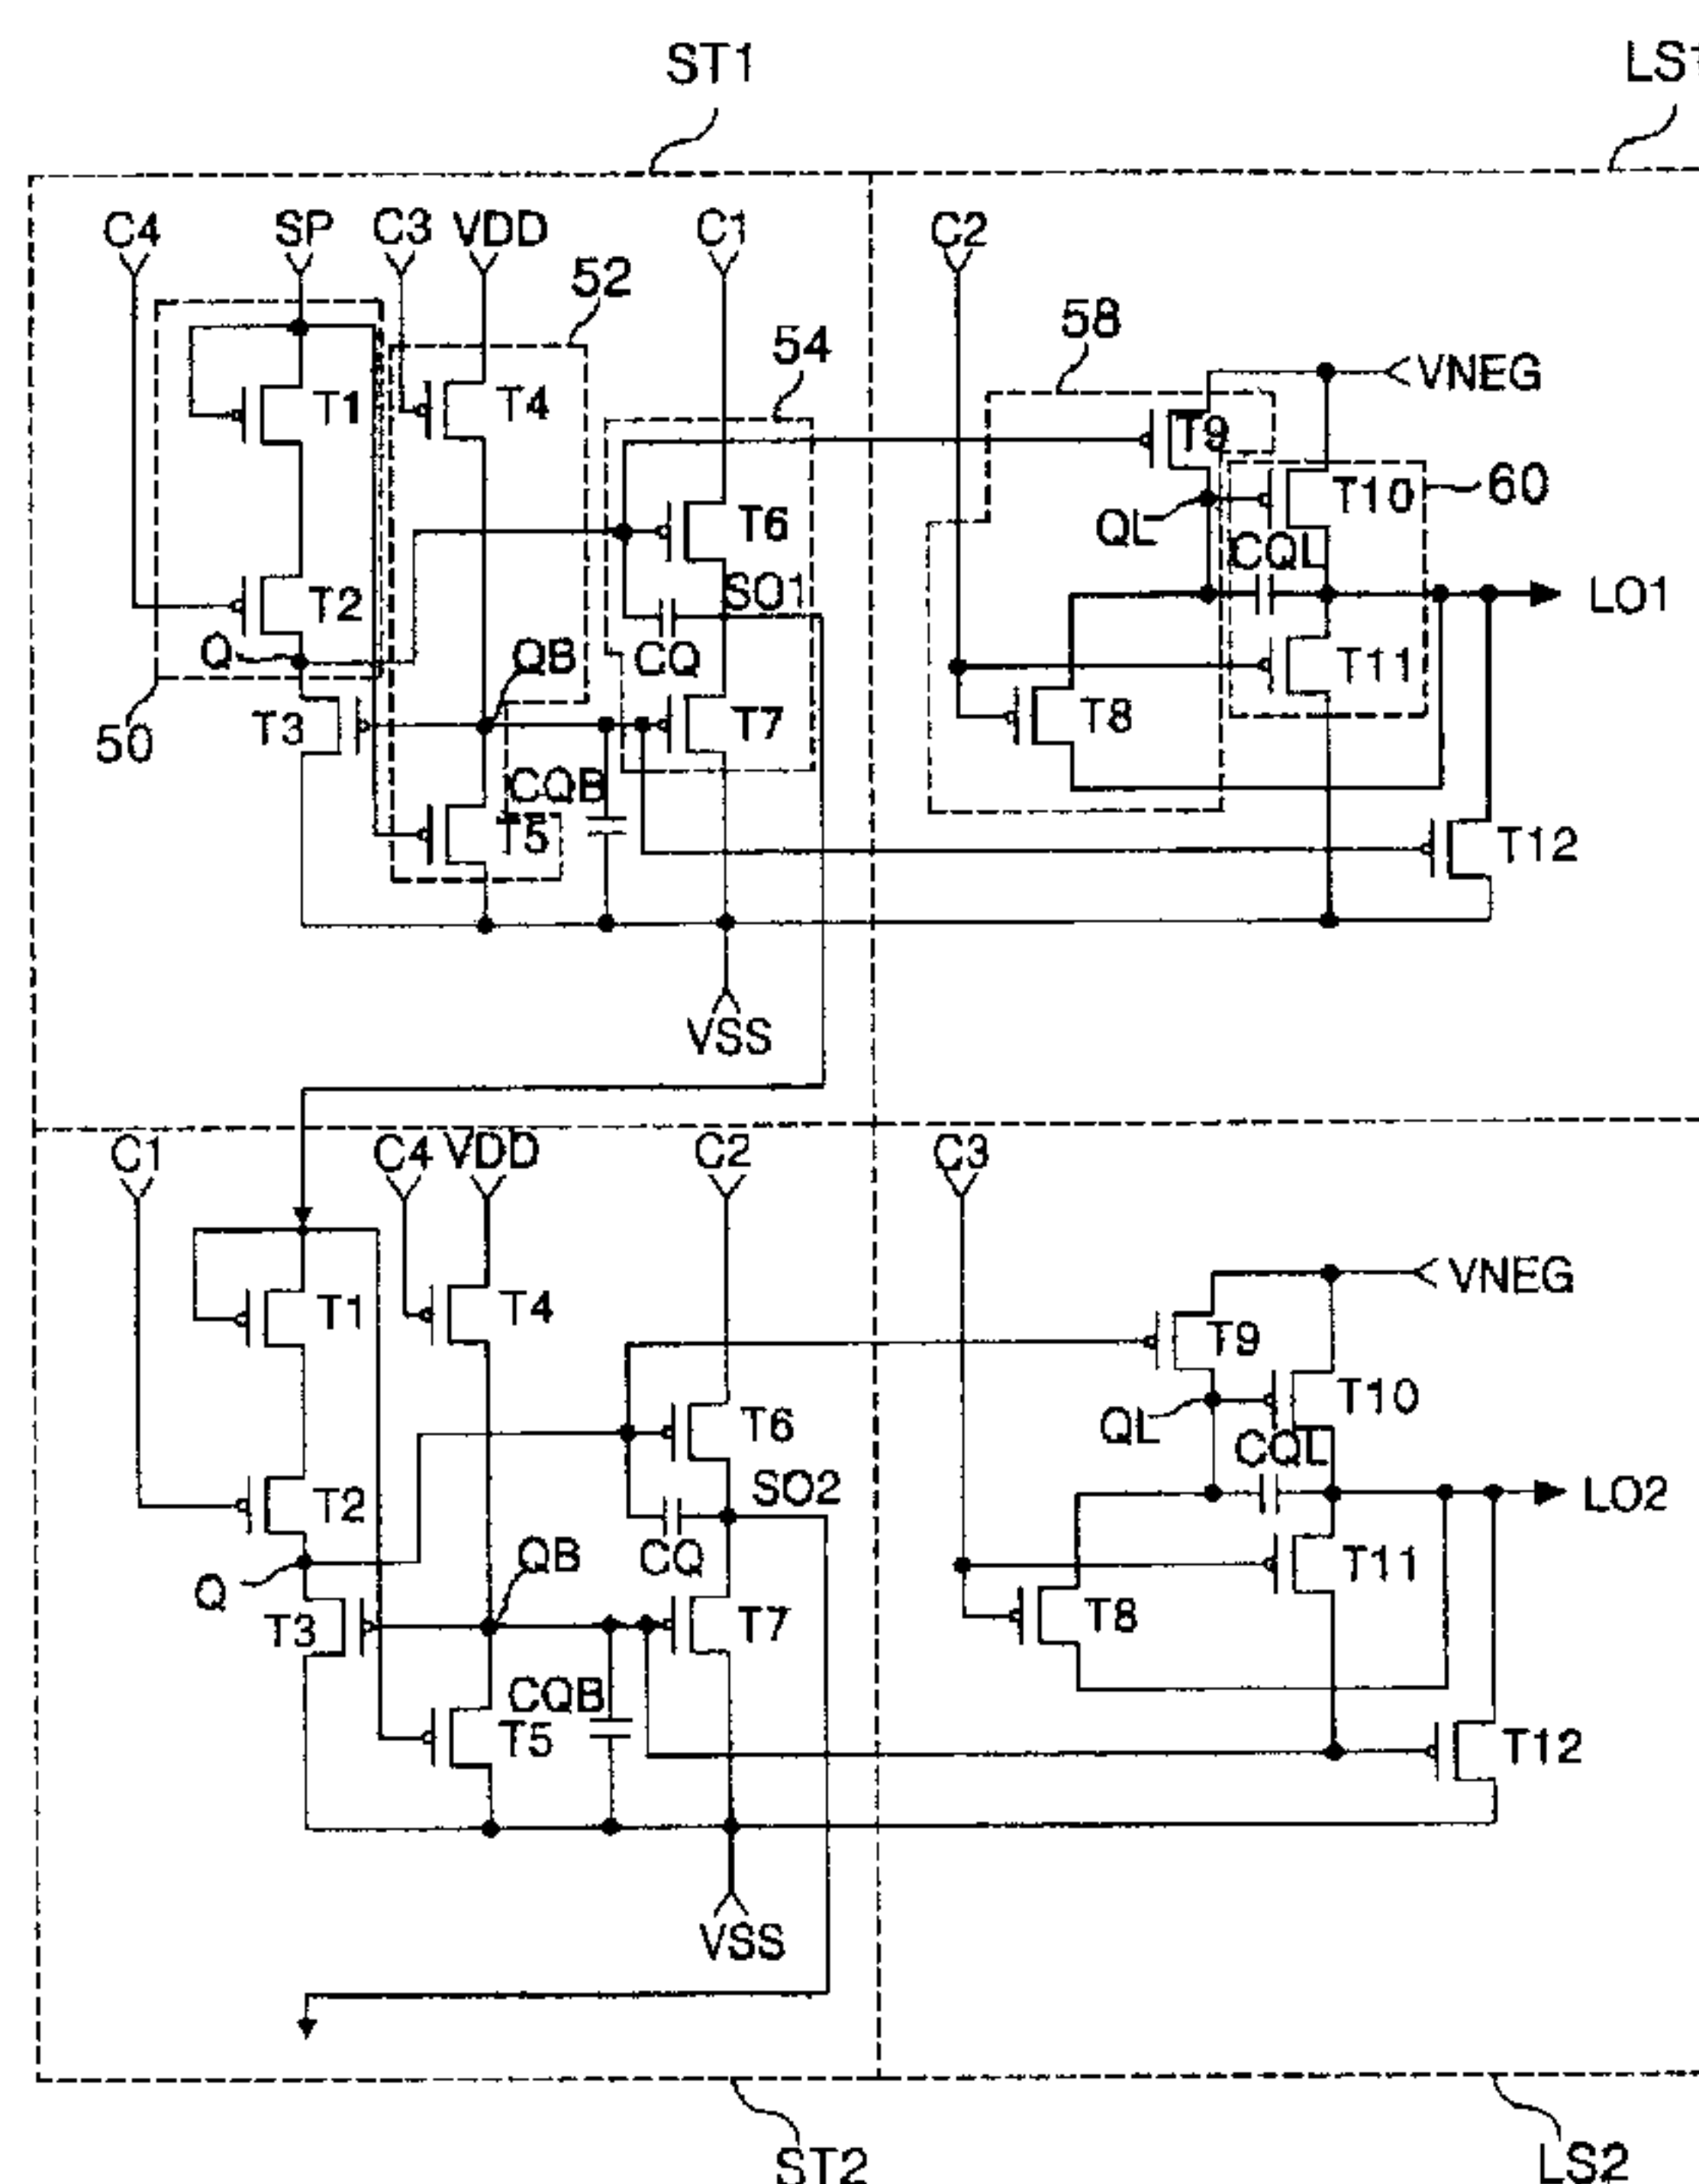 ST1
LS1
C4
SP
C3
VDD
C1
C2
52
58
54
VNEG
T1
T4
T9
T10
60
T6
QL
CQL
T2
SO1
LO1
Q
QB
CQ
T11
T3
T7
T8
50
CQB
T5
T12
VSS
C1
C4
VDD
C2
C3
VNEG
T1
T4
T9
T10
T6
QL
CQL
T2
SO2
LO2
QB
CQ
T11
Q
T3
T7
T8
CQB
T5
T12
VSS
ST2
LS2